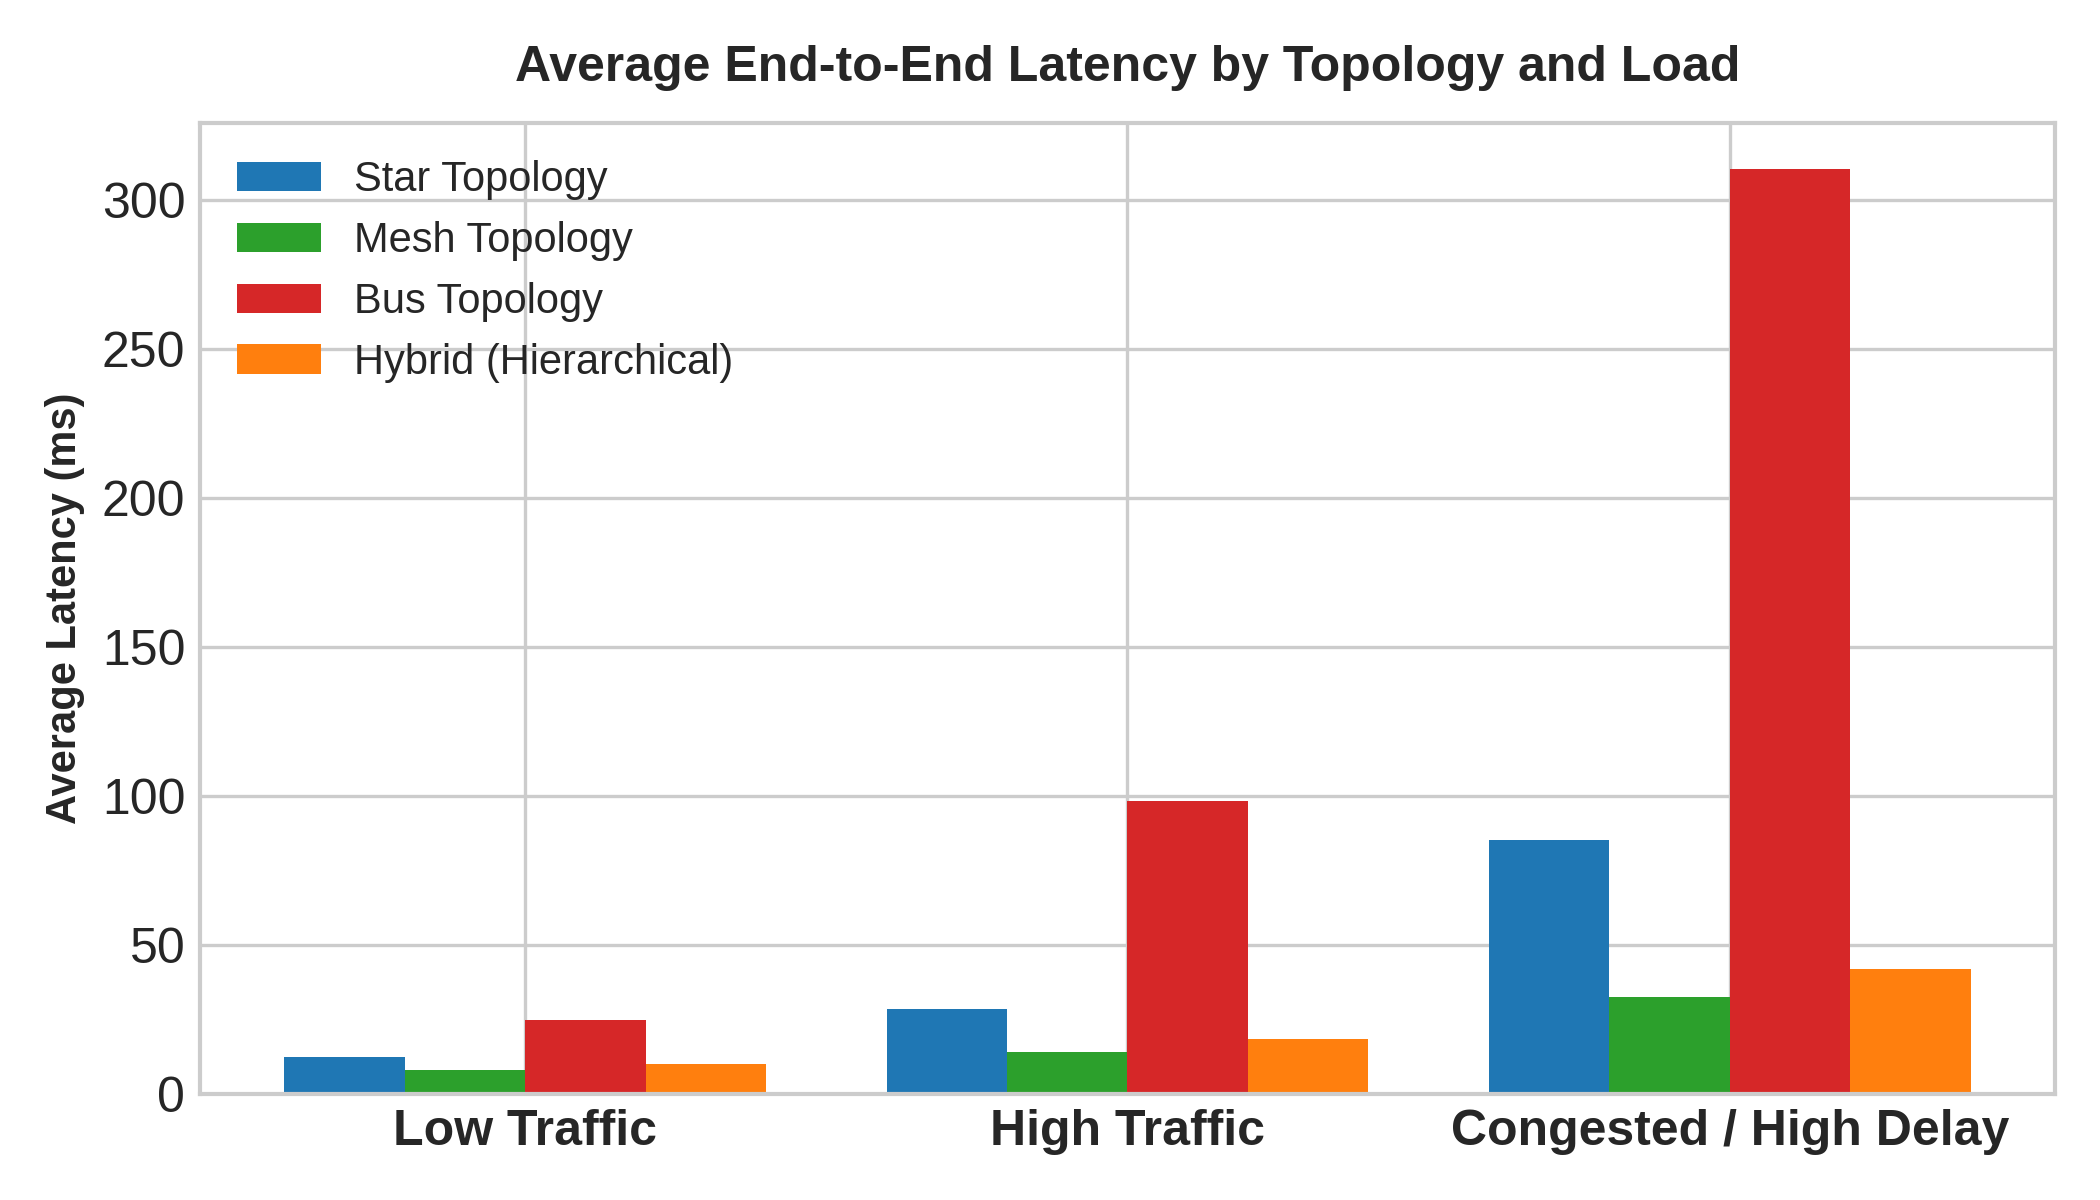 Average End-to-End Latency by Topology and Load
Star Topology
Mesh Topology
Bus Topology
Hybrid (Hierarchical)
Average Latency (ms)
300
250
200
150
100
50
0
Low Traffic
High Traffic
Congested / High Delay